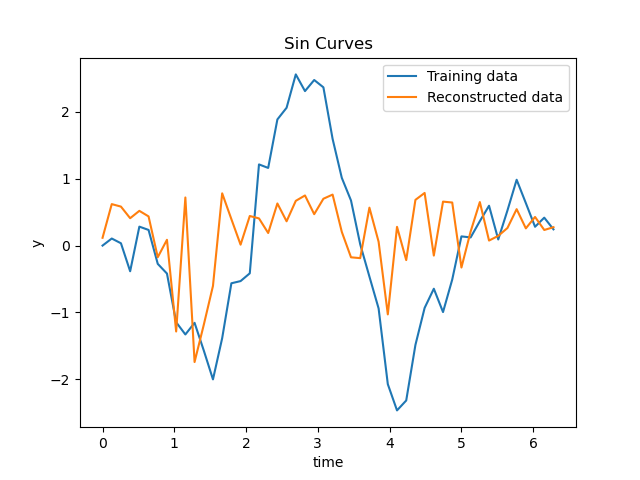 Sin Curves
Training data
Reconstructed data
y
2
1
0
−1
−2
0 1 2 3 4 5 6
time